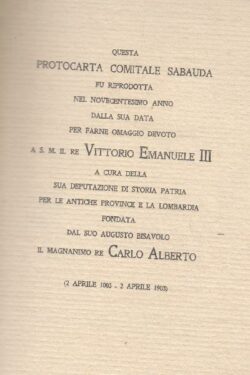 QUESTA
PROTOCARTA COMITALE SABAUDA
FU RIPRODOTTA
NEL NOVECENTESIMO ANNO
DALLA SUA DATA
PER FARNE OMAGGIO DEVOTO
A S. M. IL RE VITTORIO EMANUELE III
A CURA DELLA
SUA DEPUTAZIONE DI STORIA PATRIA
PER LE ANTICHE PROVINCE E LA LOMBARDIA
FONDATA
DAL SUO AUGUSTO BISAVOLO
IL MAGNANIMO RE CARLO ALBERTO
(2 APRILE 1003 - 2 APRILE 1903)